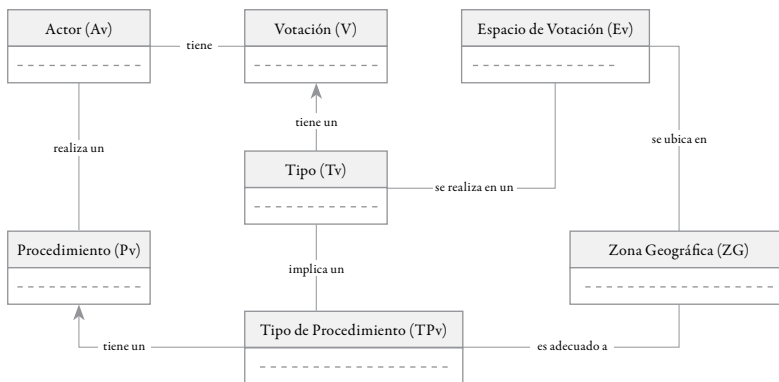 Actor (Av)
Votación (V)
Espacio de Votación (Ev)
tiene
tiene un
realiza un
se ubica en
Tipo (Tv)
se realiza en un
Procedimiento (Pv)
Zona Geográfica (ZG)
implica un
Tipo de Procedimiento (TPv)
tiene un
es adecuado a